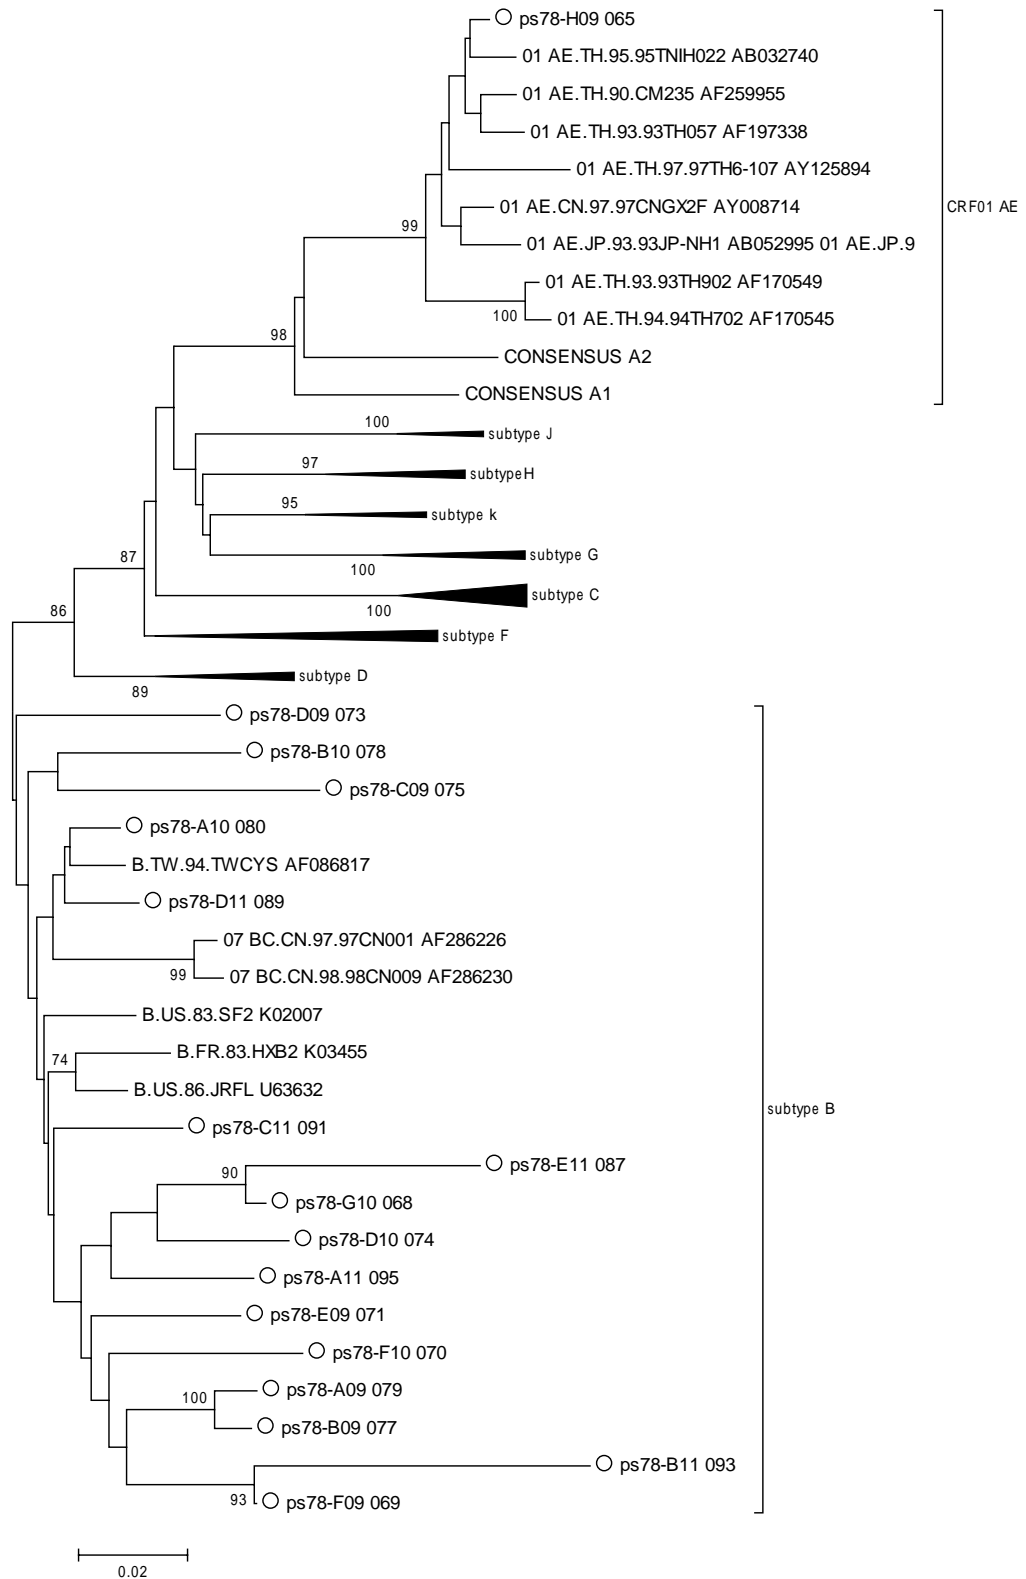 ps78-H09 065
01 AE.TH.95.95TNIH022 AB032740
01 AE.TH.90.CM235 AF259955
01 AE.TH.93.93TH057 AF197338
01 AE.TH.97.97TH6-107 AY125894
01 AE.CN.97.97CNGX2F AY008714
CRF01 AE
99
01 AE.JP.93.93JP-NH1 AB052995 01 AE.JP.9
01 AE.TH.93.93TH902 AF170549
100
01 AE.TH.94.94TH702 AF170545
98
CONSENSUS A2
CONSENSUS A1
100
subtype J
97
subtypeH
95
subtype k
87
subtype G
100
subtype C
86
100
subtype F
subtype D
89
ps78-D09 073
ps78-B10 078
ps78-C09 075
ps78-A10 080
B.TW.94.TWCYS AF086817
ps78-D11 089
07 BC.CN.97.97CN001 AF286226
99
07 BC.CN.98.98CN009 AF286230
B.US.83.SF2 K02007
74
B.FR.83.HXB2 K03455
B.US.86.JRFL U63632
subtype B
ps78-C11 091
ps78-E11 087
90
ps78-G10 068
ps78-D10 074
ps78-A11 095
ps78-E09 071
ps78-F10 070
ps78-A09 079
100
ps78-B09 077
ps78-B11 093
93
ps78-F09 069
0.02